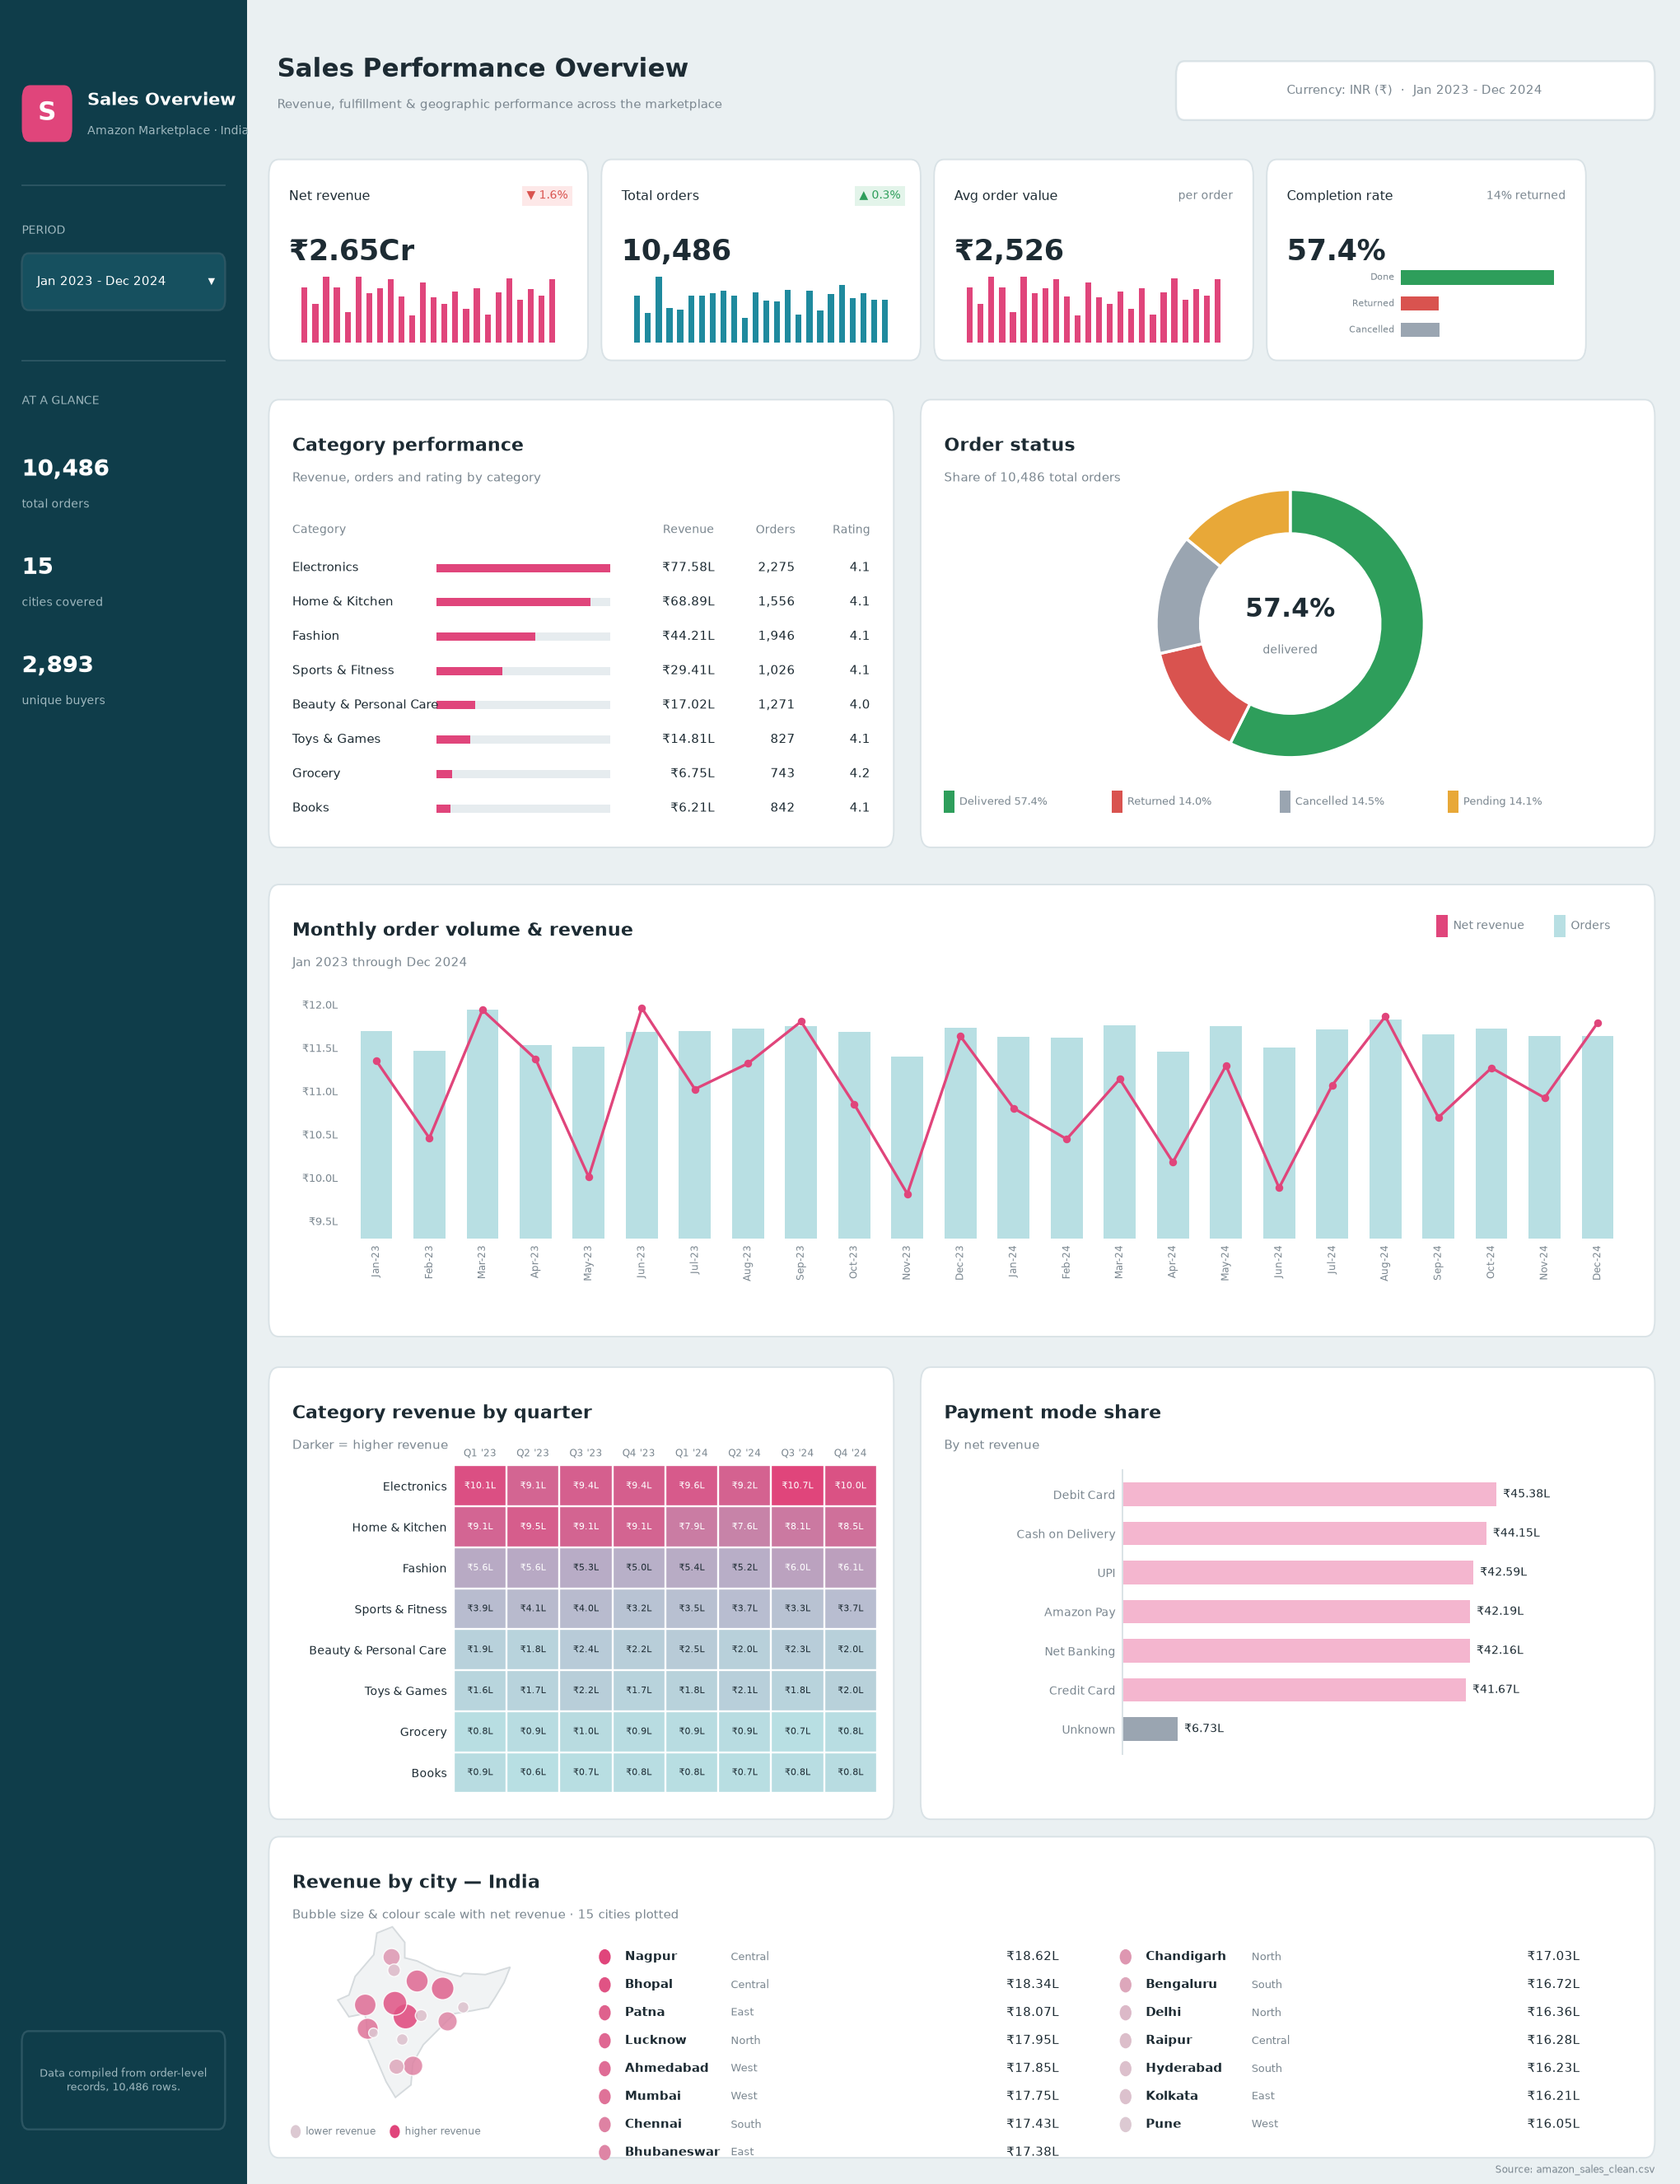 S
Sales Overview
Amazon Marketplace · India
PERIOD
Jan 2023 - Dec 2024 ▼
AT A GLANCE
10,486
total orders
15
cities covered
2,893
unique buyers
Data compiled from order-level
records, 10,486 rows.
Sales Performance Overview
Revenue, fulfillment & geographic performance across the marketplace
Currency: INR (₹) · Jan 2023 - Dec 2024
Net revenue ▼ 1.6%
₹2.65Cr
Total orders ▲ 0.3%
10,486
Avg order value per order
₹2,526
Completion rate 14% returned
57.4%
Done
Returned
Cancelled
Category performance
Revenue, orders and rating by category
Category Revenue Orders Rating
Electronics ₹77.58L 2,275 4.1
Home & Kitchen ₹68.89L 1,556 4.1
Fashion ₹44.21L 1,946 4.1
Sports & Fitness ₹29.41L 1,026 4.1
Beauty & Personal Care ₹17.02L 1,271 4.0
Toys & Games ₹14.81L 827 4.1
Grocery ₹6.75L 743 4.2
Books ₹6.21L 842 4.1
Order status
Share of 10,486 total orders
57.4%
delivered
Delivered 57.4% Returned 14.0% Cancelled 14.5% Pending 14.1%
Monthly order volume & revenue
Jan 2023 through Dec 2024
Net revenue Orders
₹12.0L
₹11.5L
₹11.0L
₹10.5L
₹10.0L
₹9.5L
Jan-23 Feb-23 Mar-23 Apr-23 May-23 Jun-23 Jul-23 Aug-23 Sep-23 Oct-23 Nov-23 Dec-23 Jan-24 Feb-24 Mar-24 Apr-24 May-24 Jun-24 Jul-24 Aug-24 Sep-24 Oct-24 Nov-24 Dec-24
Category revenue by quarter
Darker = higher revenue
Q1 '23 Q2 '23 Q3 '23 Q4 '23 Q1 '24 Q2 '24 Q3 '24 Q4 '24
Electronics ₹10.1L ₹9.1L ₹9.4L ₹9.4L ₹9.6L ₹9.2L ₹10.7L ₹10.0L
Home & Kitchen ₹9.1L ₹9.5L ₹9.1L ₹9.1L ₹7.9L ₹7.6L ₹8.1L ₹8.5L
Fashion ₹5.6L ₹5.6L ₹5.3L ₹5.0L ₹5.4L ₹5.2L ₹6.0L ₹6.1L
Sports & Fitness ₹3.9L ₹4.1L ₹4.0L ₹3.2L ₹3.5L ₹3.7L ₹3.3L ₹3.7L
Beauty & Personal Care ₹1.9L ₹1.8L ₹2.4L ₹2.2L ₹2.5L ₹2.0L ₹2.3L ₹2.0L
Toys & Games ₹1.6L ₹1.7L ₹2.2L ₹1.7L ₹1.8L ₹2.1L ₹1.8L ₹2.0L
Grocery ₹0.8L ₹0.9L ₹1.0L ₹0.9L ₹0.9L ₹0.9L ₹0.7L ₹0.8L
Books ₹0.9L ₹0.6L ₹0.7L ₹0.8L ₹0.8L ₹0.7L ₹0.8L ₹0.8L
Payment mode share
By net revenue
Debit Card ₹45.38L
Cash on Delivery ₹44.15L
UPI ₹42.59L
Amazon Pay ₹42.19L
Net Banking ₹42.16L
Credit Card ₹41.67L
Unknown ₹6.73L
Revenue by city — India
Bubble size & colour scale with net revenue · 15 cities plotted
lower revenue higher revenue
Nagpur Central ₹18.62L
Bhopal Central ₹18.34L
Patna East ₹18.07L
Lucknow North ₹17.95L
Ahmedabad West ₹17.85L
Mumbai West ₹17.75L
Chennai South ₹17.43L
Bhubaneswar East ₹17.38L
Chandigarh North ₹17.03L
Bengaluru South ₹16.72L
Delhi North ₹16.36L
Raipur Central ₹16.28L
Hyderabad South ₹16.23L
Kolkata East ₹16.21L
Pune West ₹16.05L
Source: amazon_sales_clean.csv